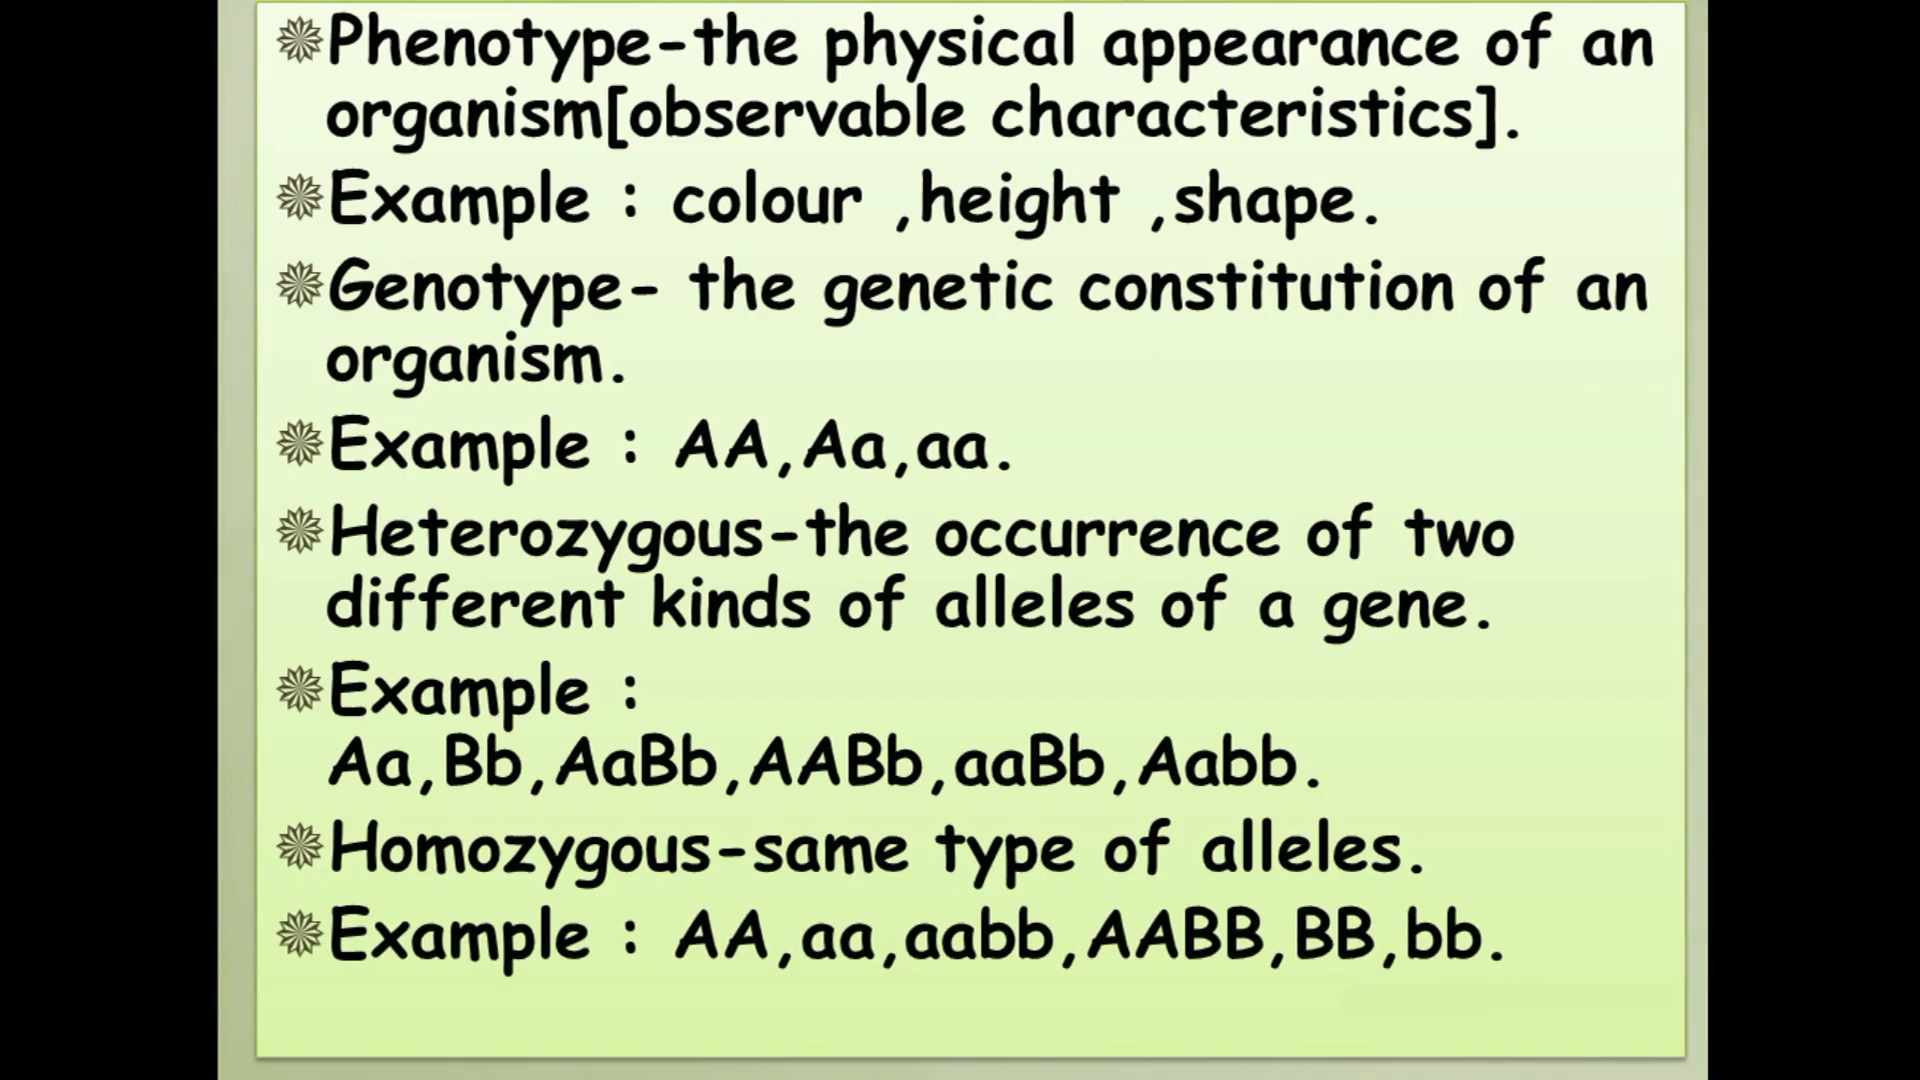 Phenotype-the physical appearance of an
organism[observable characteristics].
Example : colour ,height ,shape.
Genotype- the genetic constitution of an
organism.
Example : AA,Aa,aa.
Heterozygous-the occurrence of two
different kinds of alleles of a gene.
Example :
Aa,Bb,AaBb,AABb,aaBb,Aabb.
Homozygous-same type of alleles.
Example : AA,aa,aabb,AABB,BB,bb.